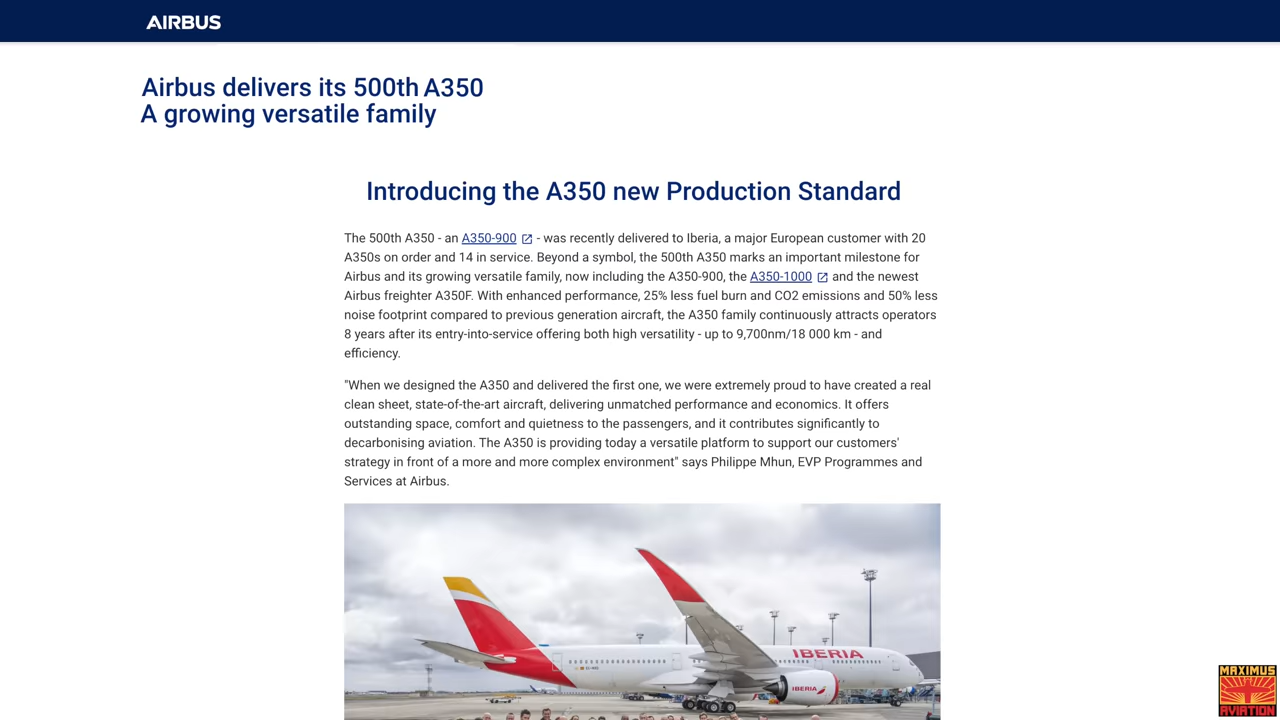 AIRBUS
Airbus delivers its 500th A350
A growing versatile family
Introducing the A350 new Production Standard
The 500th A350 - an A350-900 - was recently delivered to Iberia, a major European customer with 20
A350s on order and 14 in service. Beyond a symbol, the 500th A350 marks an important milestone for
Airbus and its growing versatile family, now including the A350-900, the A350-1000 and the newest
Airbus freighter A350F. With enhanced performance, 25% less fuel burn and CO2 emissions and 50% less
noise footprint compared to previous generation aircraft, the A350 family continuously attracts operators
8 years after its entry-into-service offering both high versatility - up to 9,700nm/18 000 km - and
efficiency.
"When we designed the A350 and delivered the first one, we were extremely proud to have created a real
clean sheet, state-of-the-art aircraft, delivering unmatched performance and economics. It offers
outstanding space, comfort and quietness to the passengers, and it contributes significantly to
decarbonising aviation. The A350 is providing today a versatile platform to support our customers'
strategy in front of a more and more complex environment" says Philippe Mhun, EVP Programmes and
Services at Airbus.
IBERIA
IBERIA
MAXIMUS
AVIATION